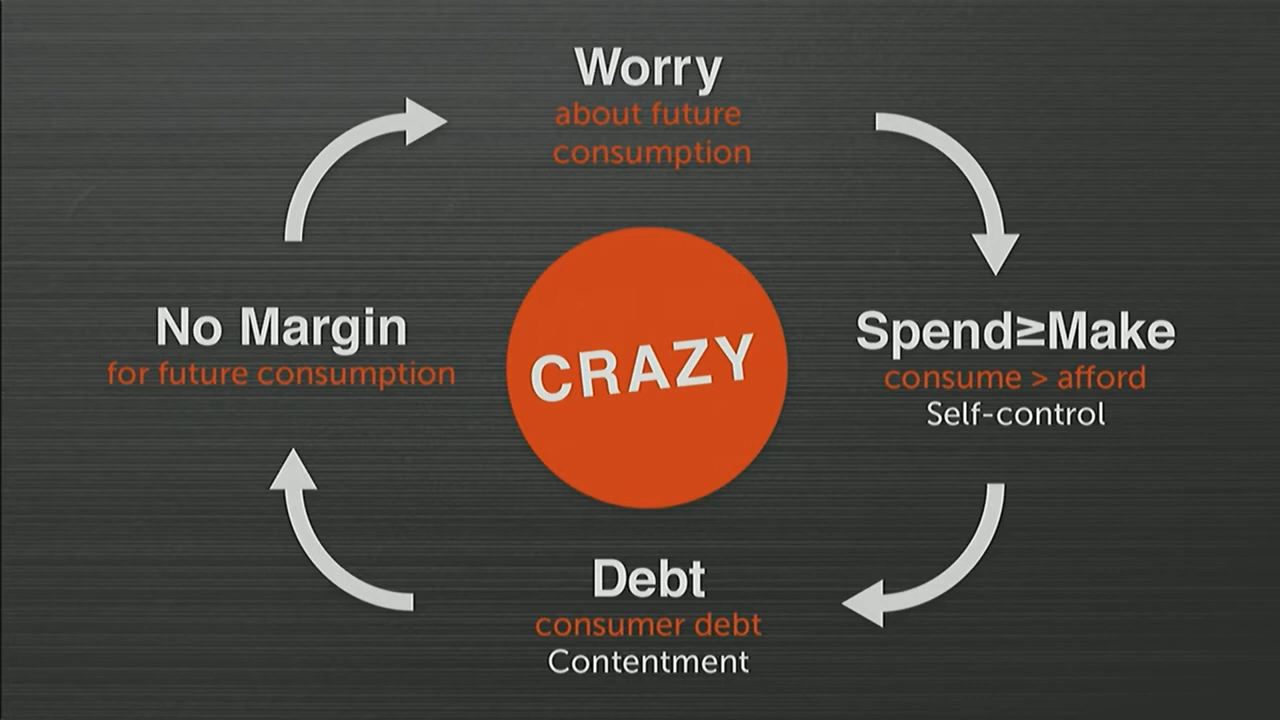 Worry
about future
consumption
No Margin
for future consumption
CRAZY
Spend≥Make
consume > afford
Self-control
Debt
consumer debt
Contentment